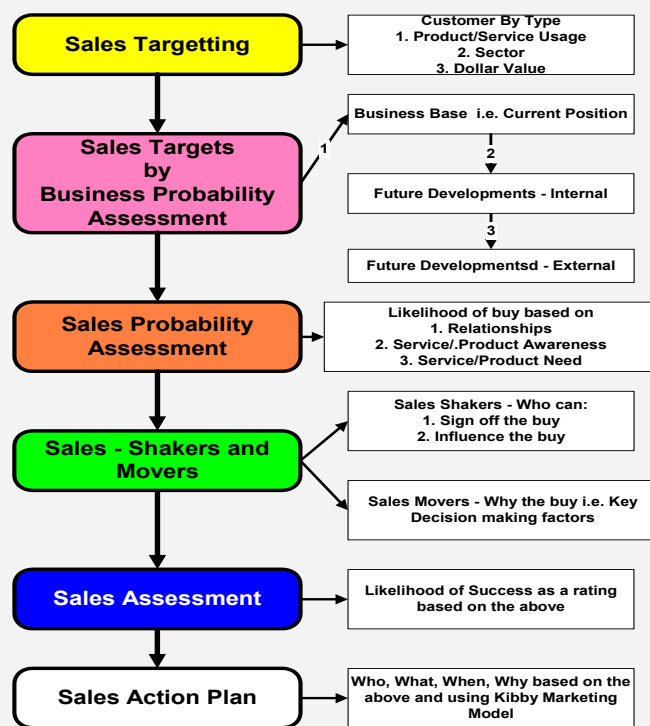 Sales Targetting
Customer By Type
1. Product/Service Usage
2. Sector
3. Dollar Value
Sales Targets
by
Business Probability
Assessment
1
Business Base  i.e. Current Position
2
Future Developments - Internal
3
Future Developmentsd - External
Sales Probability
Assessment
Likelihood of buy based on
1. Relationships
2. Service/.Product Awareness
3. Service/Product Need
Sales - Shakers and
Movers
Sales Shakers - Who can:
1. Sign off the buy
2. Influence the buy
Sales Movers - Why the buy i.e. Key
Decision making factors
Sales Assessment
Likelihood of Success as a rating
based on the above
Sales Action Plan
Who, What, When, Why based on the
above and using Kibby Marketing
Model